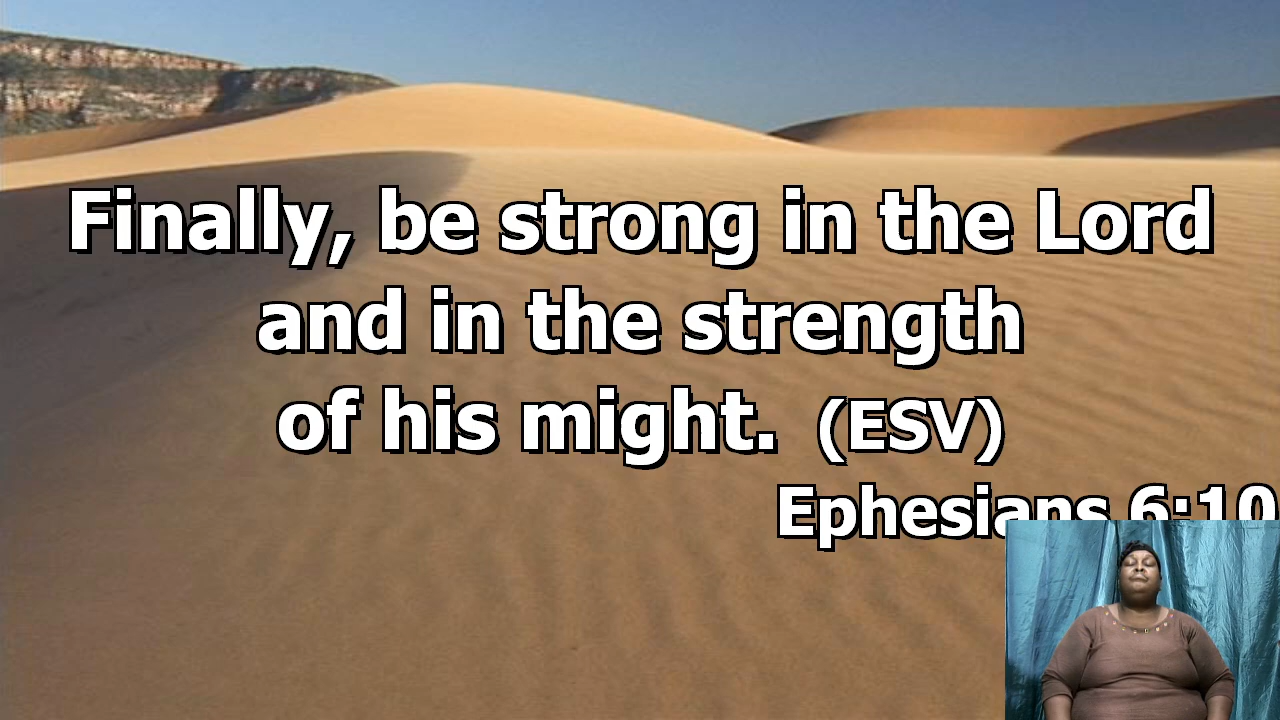 Finally, be strong in the Lord
and in the strength
of his might. (ESV)
Ephesians 6:10